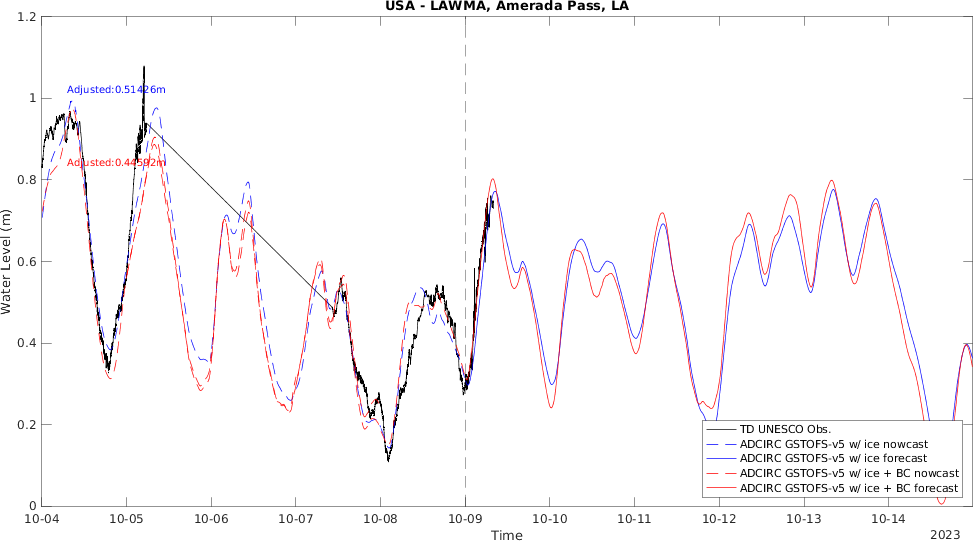 USA - LAWMA, Amerada Pass, LA
1.2
1
0.8
0.6
0.4
0.2
0
Water Level (m)
Adjusted:0.51426m
Adjusted:0.44592m
TD UNESCO Obs.
ADCIRC GSTOFS-v5 w/ ice nowcast
ADCIRC GSTOFS-v5 w/ ice forecast
ADCIRC GSTOFS-v5 w/ ice + BC nowcast
ADCIRC GSTOFS-v5 w/ ice + BC forecast
10-04 10-05 10-06 10-07 10-08 10-09 10-10 10-11 10-12 10-13 10-14
Time
2023